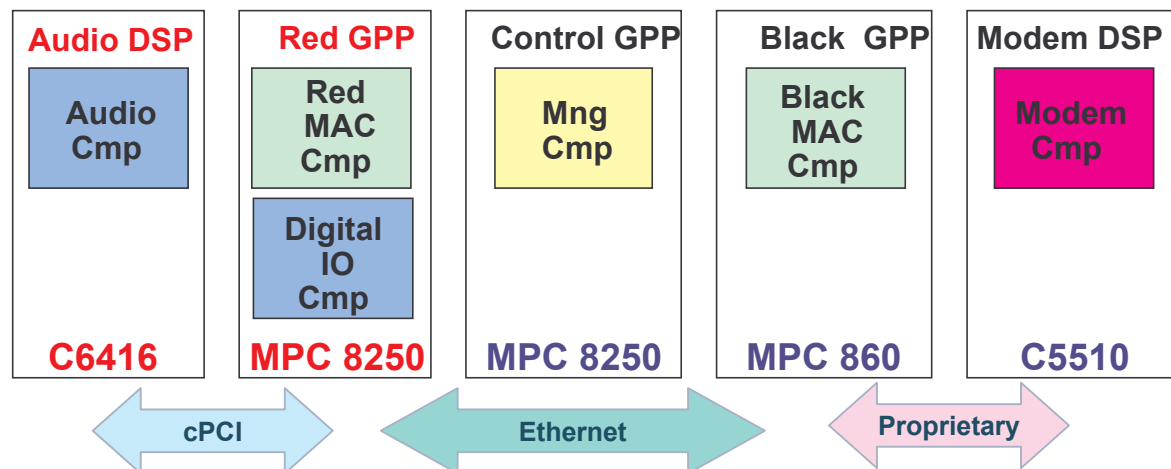 Audio DSP
Audio
Cmp
C6416
Red GPP
Red
MAC
Cmp
Digital
IO
Cmp
MPC 8250
Control GPP
Mng
Cmp
MPC 8250
Black GPP
Black
MAC
Cmp
MPC 860
Modem DSP
Modem
Cmp
C5510
cPCI
Ethernet
Proprietary